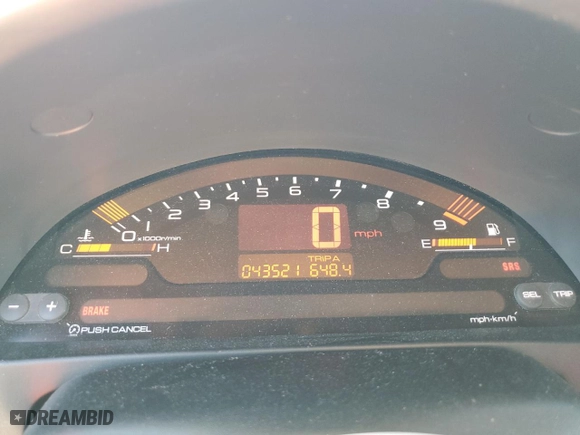 0 1 2 3 4 5 6 7 8 9
x1000r/min
0 mph
C H
E F
TRIP A
043521 648.4
SRS
- +
BRAKE
SEL TRIP
PUSH CANCEL
mph-km/h
DREAMBID